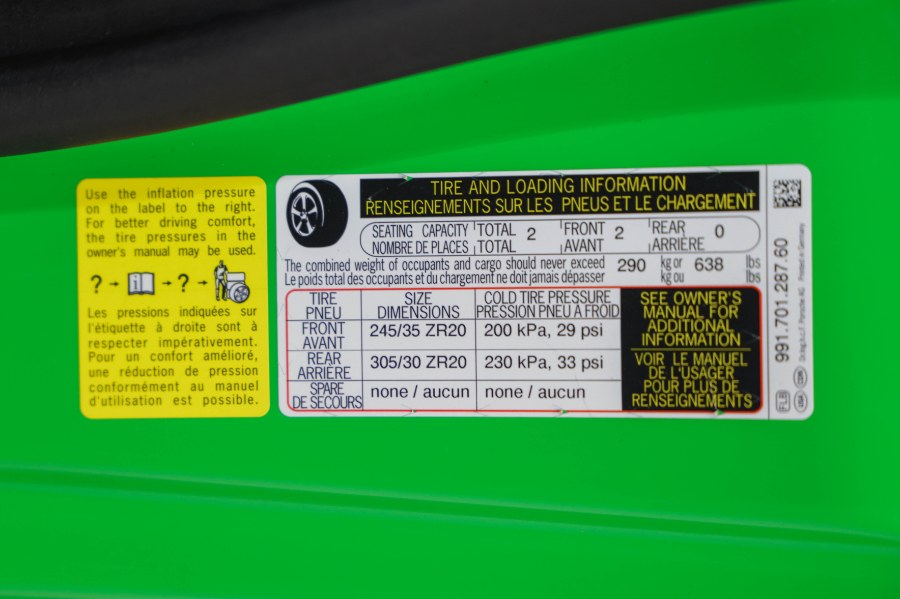 Use the inflation pressure
on the label to the right.
For better driving comfort,
the tire pressures in the
owner's manual may be used.
? i ? 
Les pressions indiquées sur
l'étiquette à droite sont à
respecter impérativement.
Pour un confort amélioré,
une réduction de pression
conformément au manuel
d'utilisation est possible.
TIRE AND LOADING INFORMATION
RENSEIGNEMENTS SUR LES PNEUS ET LE CHARGEMENT
SEATING CAPACITY TOTAL 2 FRONT 2 REAR 0
NOMBRE DE PLACES TOTAL AVANT ARRIÈRE
The combined weight of occupants and cargo should never exceed 290 kg or 638 lbs
Le poids total des occupants et du chargement ne doit jamais dépasser kg ou lbs
TIRE SIZE COLD TIRE PRESSURE
PNEU DIMENSIONS PRESSION PNEU A FROID
FRONT 245/35 ZR20 200 kPa, 29 psi
AVANT
REAR 305/30 ZR20 230 kPa, 33 psi
ARRIÈRE
SPARE none / aucun none / aucun
DE SECOURS
SEE OWNER'S
MANUAL FOR
ADDITIONAL
INFORMATION
VOIR LE MANUEL
DE L'USAGER
POUR PLUS DE
RENSEIGNEMENTS
991.701.287.60
Porsche AG Printed in Germany
FLB
USA
CDN